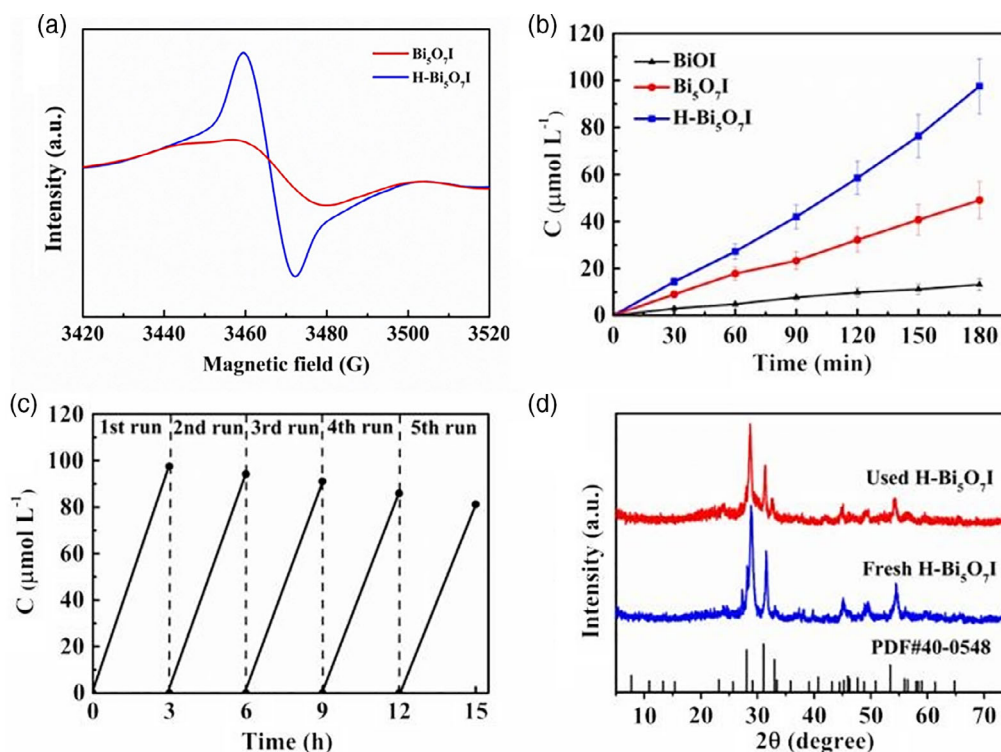 (a)
Intensity (a.u.)
Bi₅O₇I
H-Bi₅O₇I
3420 3440 3460 3480 3500 3520
Magnetic field (G)
(b)
C (μmol L⁻¹)
120
100
80
60
40
20
0
BiOI
Bi₅O₇I
H-Bi₅O₇I
0 30 60 90 120 150 180
Time (min)
(c)
C (μmol L⁻¹)
120
100
80
60
40
20
0
1st run 2nd run 3rd run 4th run 5th run
0 3 6 9 12 15
Time (h)
(d)
Intensity (a.u.)
Used H-Bi₅O₇I
Fresh H-Bi₅O₇I
PDF#40-0548
10 20 30 40 50 60 70
2θ (degree)